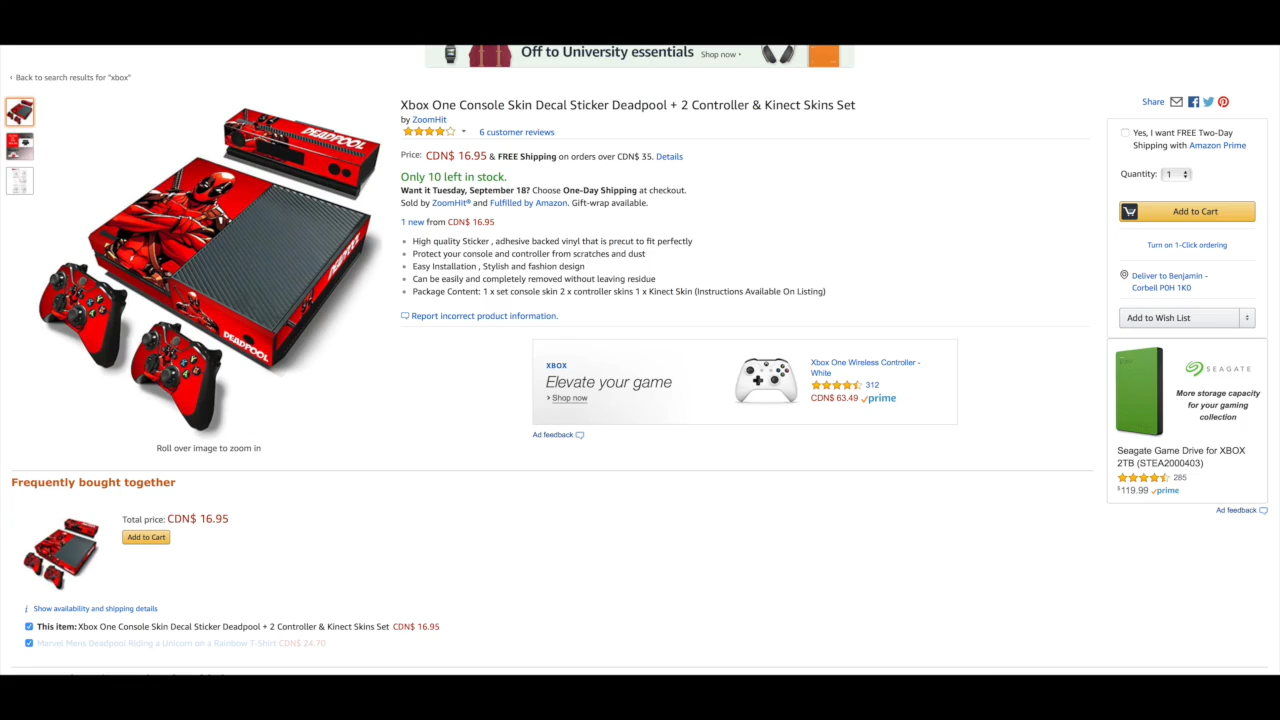 Off to University essentials Shop now ›
‹ Back to search results for "xbox"
Xbox One Console Skin Decal Sticker Deadpool + 2 Controller & Kinect Skins Set
by ZoomHit
6 customer reviews
Price: CDN$ 16.95 & FREE Shipping on orders over CDN$ 35. Details
Only 10 left in stock.
Want it Tuesday, September 18? Choose One-Day Shipping at checkout.
Sold by ZoomHit® and Fulfilled by Amazon. Gift-wrap available.
1 new from CDN$ 16.95
High quality Sticker , adhesive backed vinyl that is precut to fit perfectly
Protect your console and controller from scratches and dust
Easy Installation , Stylish and fashion design
Can be easily and completely removed without leaving residue
Package Content: 1 x set console skin 2 x controller skins 1 x Kinect Skin (Instructions Available On Listing)
Report incorrect product information.
DEADPOOL
DEADPOOL
DEADPOOL
Roll over image to zoom in
XBOX
Elevate your game
› Shop now
Xbox One Wireless Controller -
White
312
CDN$ 63.49 prime
Ad feedback
Share
Yes, I want FREE Two-Day
Shipping with Amazon Prime
Quantity: 1
Add to Cart
Turn on 1-Click ordering
Deliver to Benjamin -
Corbeil P0H 1K0
Add to Wish List
SEAGATE
More storage capacity
for your gaming
collection
Seagate Game Drive for XBOX
2TB (STEA2000403)
285
$119.99 prime
Ad feedback
Frequently bought together
Total price: CDN$ 16.95
Add to Cart
i Show availability and shipping details
This item: Xbox One Console Skin Decal Sticker Deadpool + 2 Controller & Kinect Skins Set CDN$ 16.95
Marvel Mens Deadpool Riding a Unicorn on a Rainbow T-Shirt CDN$ 24.70